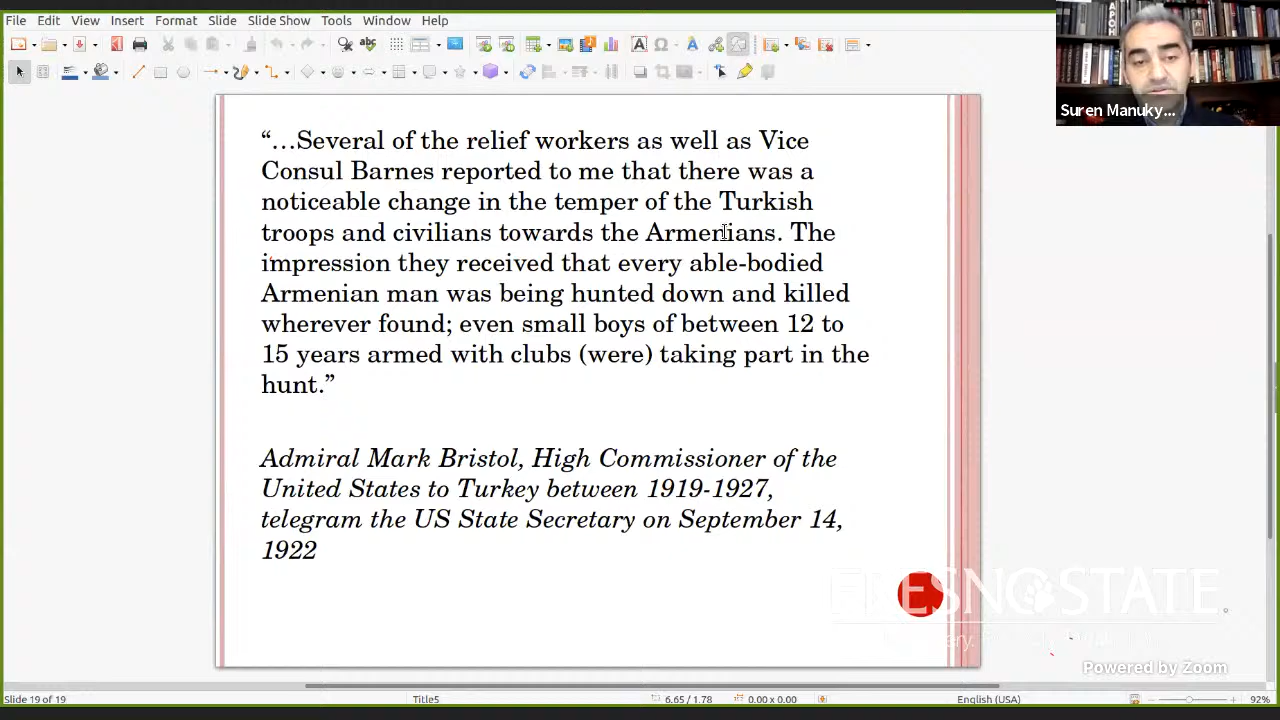 File Edit View Insert Format Slide Slide Show Tools Window Help
“…Several of the relief workers as well as Vice
Consul Barnes reported to me that there was a
noticeable change in the temper of the Turkish
troops and civilians towards the Armenians. The
impression they received that every able-bodied
Armenian man was being hunted down and killed
wherever found; even small boys of between 12 to
15 years armed with clubs (were) taking part in the
hunt.”
Admiral Mark Bristol, High Commissioner of the
United States to Turkey between 1919-1927,
telegram the US State Secretary on September 14,
1922
Suren Manuky...
FRESNO STATE
Powered by Zoom
Slide 19 of 19 Title5 6.65 / 1.78 0.00 x 0.00 English (USA) 92%